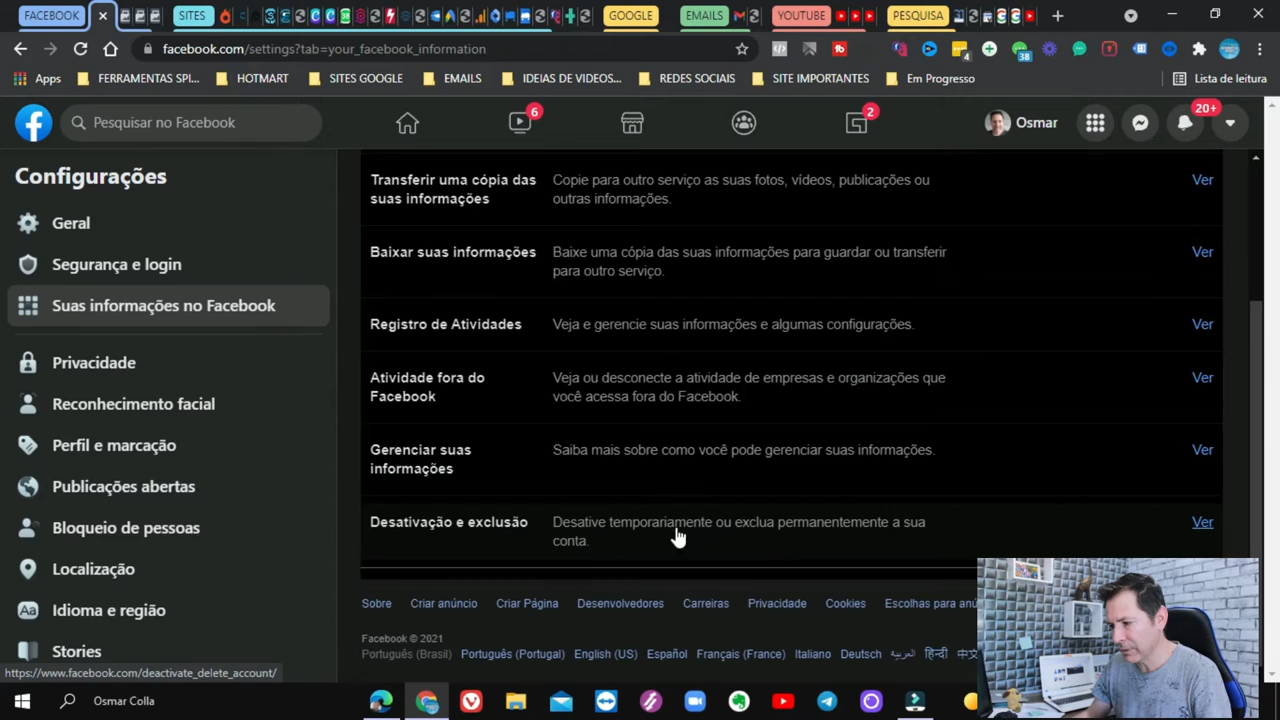 FACEBOOK
SITES
GOOGLE
EMAILS
YOUTUBE
PESQUISA
facebook.com/settings?tab=your_facebook_information
38
Apps
FERRAMENTAS SPI...
HOTMART
SITES GOOGLE
EMAILS
IDEIAS DE VIDEOS...
REDES SOCIAIS
SITE IMPORTANTES
Em Progresso
Lista de leitura
Pesquisar no Facebook
6
2
Osmar
20+
Configurações
Geral
Segurança e login
Suas informações no Facebook
Privacidade
Reconhecimento facial
Perfil e marcação
Publicações abertas
Bloqueio de pessoas
Localização
Aa
Idioma e região
Stories
Transferir uma cópia das
suas informações
Copie para outro serviço as suas fotos, vídeos, publicações ou
outras informações.
Ver
Baixar suas informações
Baixe uma cópia das suas informações para guardar ou transferir
para outro serviço.
Ver
Registro de Atividades
Veja e gerencie suas informações e algumas configurações.
Ver
Atividade fora do
Facebook
Veja ou desconecte a atividade de empresas e organizações que
você acessa fora do Facebook.
Ver
Gerenciar suas
informações
Saiba mais sobre como você pode gerenciar suas informações.
Ver
Desativação e exclusão
Desative temporariamente ou exclua permanentemente a sua
conta.
Ver
Sobre Criar anúncio Criar Página Desenvolvedores Carreiras Privacidade Cookies Escolhas para
Facebook © 2021
Português (Brasil) Português (Portugal) English (US) Español Français (France) Italiano Deutsch العربية हिन्दी 中文
https://www.facebook.com/deactivate_delete_account/
Osmar Colla